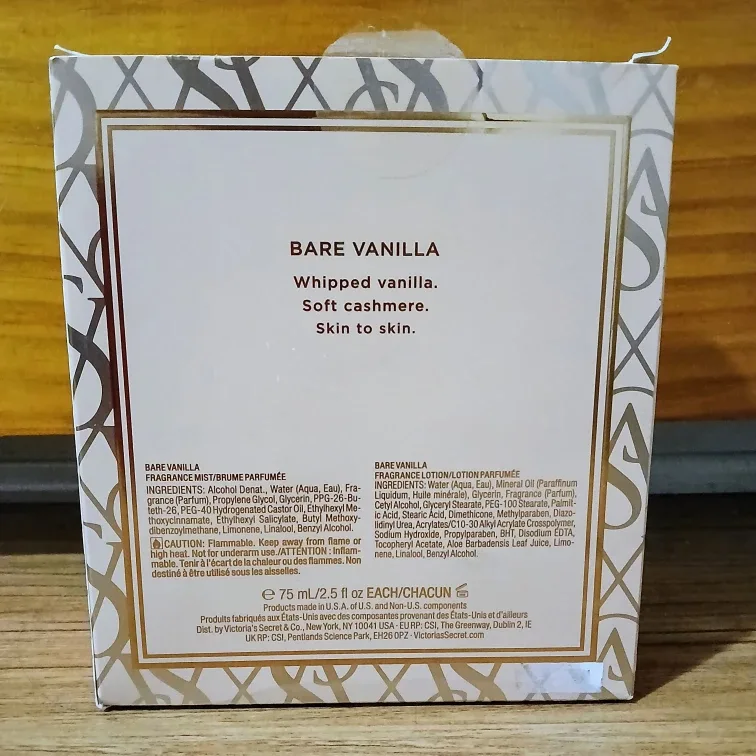 BARE VANILLA
Whipped vanilla.
Soft cashmere.
Skin to skin.
BARE VANILLA
FRAGRANCE MIST/BRUME PARFUMÉE
INGREDIENTS: Alcohol Denat., Water (Aqua, Eau), Fra-
grance (Parfum), Propylene Glycol, Glycerin, PPG-26-Bu-
teth-26, PEG-40 Hydrogenated Castor Oil, Ethylhexyl Me-
thoxycinnamate, Ethylhexyl Salicylate, Butyl Methoxy-
dibenzoylmethane, Limonene, Linalool, Benzyl Alcohol.
CAUTION: Flammable. Keep away from flame or
high heat. Not for underarm use./ATTENTION : Inflam-
mable. Tenir à l'écart de la chaleur ou des flammes. Non
destiné à être utilisé sous les aisselles.
BARE VANILLA
FRAGRANCE LOTION/LOTION PARFUMÉE
INGREDIENTS: Water (Aqua, Eau), Mineral Oil (Paraffinum
Liquidum, Huile minérale), Glycerin, Fragrance (Parfum),
Cetyl Alcohol, Glyceryl Stearate, PEG-100 Stearate, Palmit-
ic Acid, Stearic Acid, Dimethicone, Methylparaben, Diazo-
lidinyl Urea, Acrylates/C10-30 Alkyl Acrylate Crosspolymer,
Sodium Hydroxide, Propylparaben, BHT, Disodium EDTA,
Tocopheryl Acetate, Aloe Barbadensis Leaf Juice, Limo-
nene, Linalool, Benzyl Alcohol.
℮ 75 mL/2.5 fl oz EACH/CHACUN
Products made in U.S.A. of U.S. and Non-U.S. components
Produits fabriqués aux États-Unis avec des composantes provenant des États-Unis et d'ailleurs
Dist. by Victoria's Secret & Co., New York, NY 10041 USA · EU RP: CSI, The Greenway, Dublin 2, IE
UK RP: CSI, Pentlands Science Park, EH26 0PZ · VictoriasSecret.com